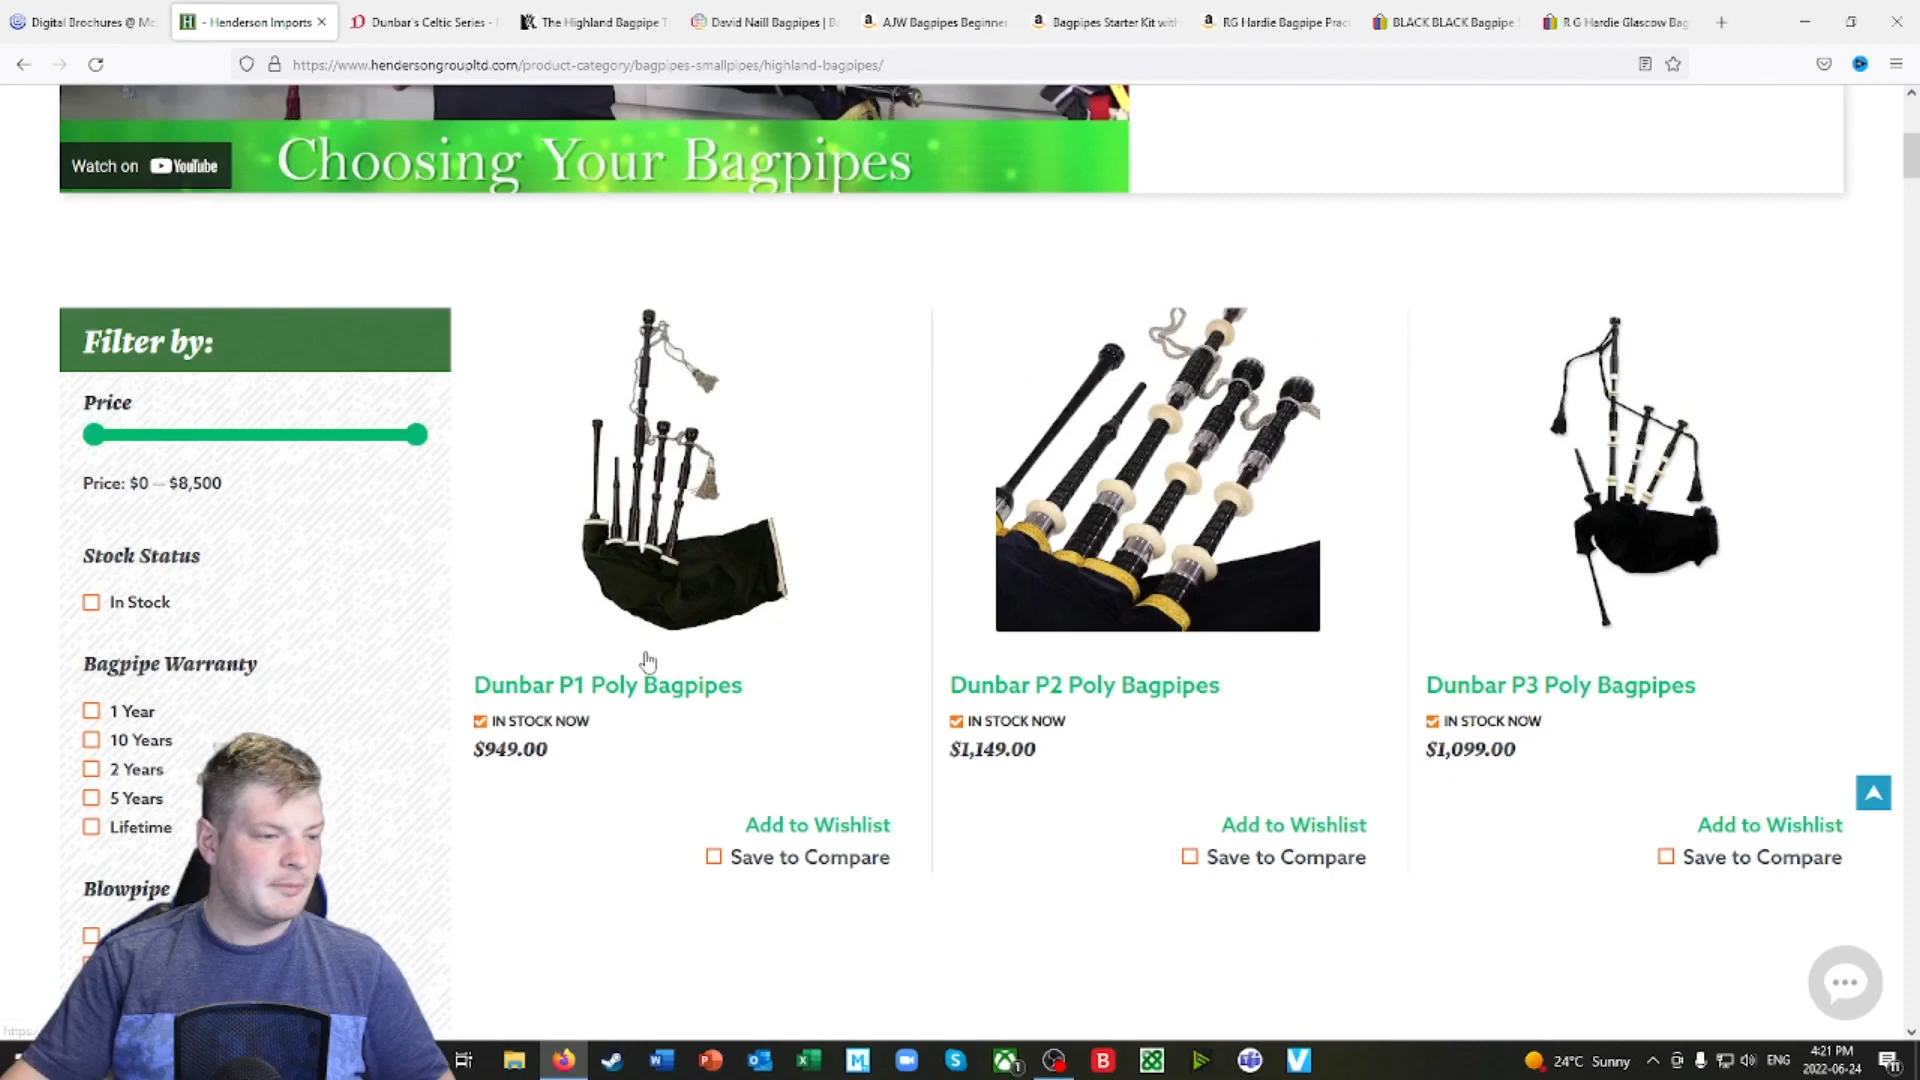 Digital Brochures @ Mc
- Henderson Imports
Dunbar's Celtic Series -
The Highland Bagpipe T
David Naill Bagpipes | B
AJW Bagpipes Beginner
Bagpipes Starter Kit with
RG Hardie Bagpipe Prac
BLACK BLACK Bagpipe
R G Hardie Glascow Bag
https://www.hendersongroupltd.com/product-category/bagpipes-smallpipes/highland-bagpipes/
Watch on YouTube
Choosing Your Bagpipes
Filter by:
Price
Price: $0 — $8,500
Stock Status
In Stock
Bagpipe Warranty
1 Year
10 Years
2 Years
5 Years
Lifetime
Blowpipe
Dunbar P1 Poly Bagpipes
IN STOCK NOW
$949.00
Add to Wishlist
Save to Compare
Dunbar P2 Poly Bagpipes
IN STOCK NOW
$1,149.00
Add to Wishlist
Save to Compare
Dunbar P3 Poly Bagpipes
IN STOCK NOW
$1,099.00
Add to Wishlist
Save to Compare
24°C Sunny
ENG
4:21 PM
2022-06-24